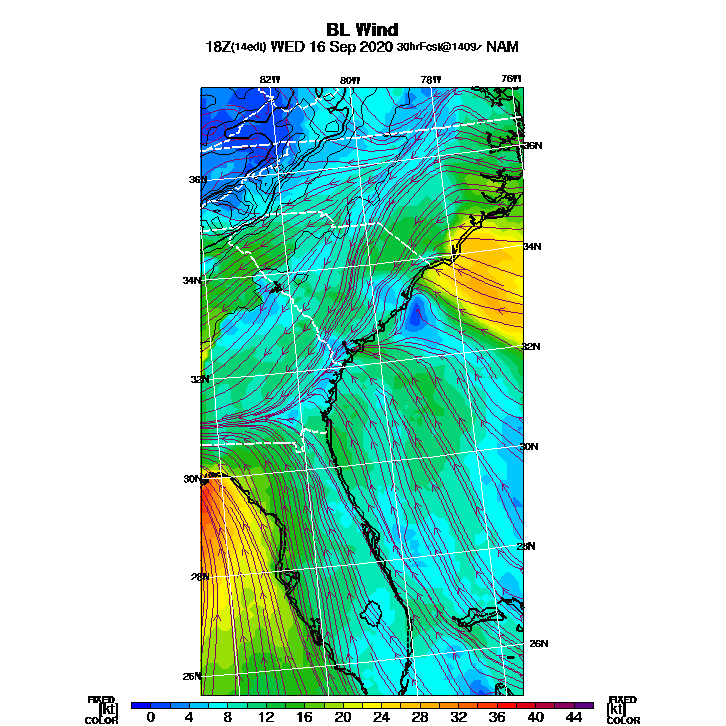 BL Wind
18Z(14edt) WED 16 Sep 2020 30hrFcst@1409z NAM
82W 80W 78W 76W
36N
36N
34N
34N
32N
32N
30N
30N
28N
28N
26N
26N
FIXED FIXED
[kt] 0 4 8 12 16 20 24 28 32 36 40 44 [kt]
COLOR COLOR